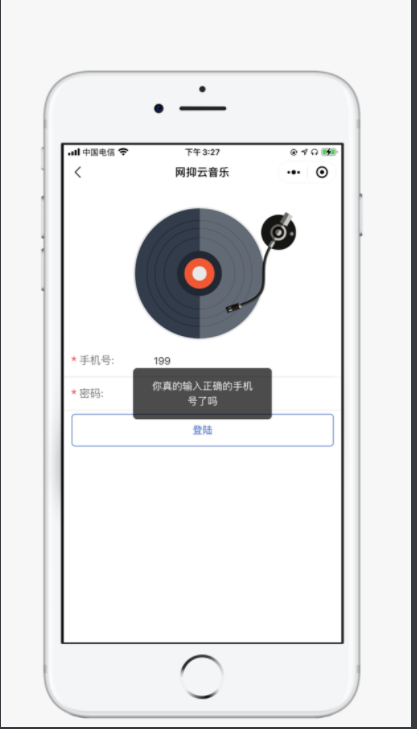 中国电信 下午3:27
网抑云音乐
* 手机号: 199
* 密码:
你真的输入正确的手机
号了吗
登陆